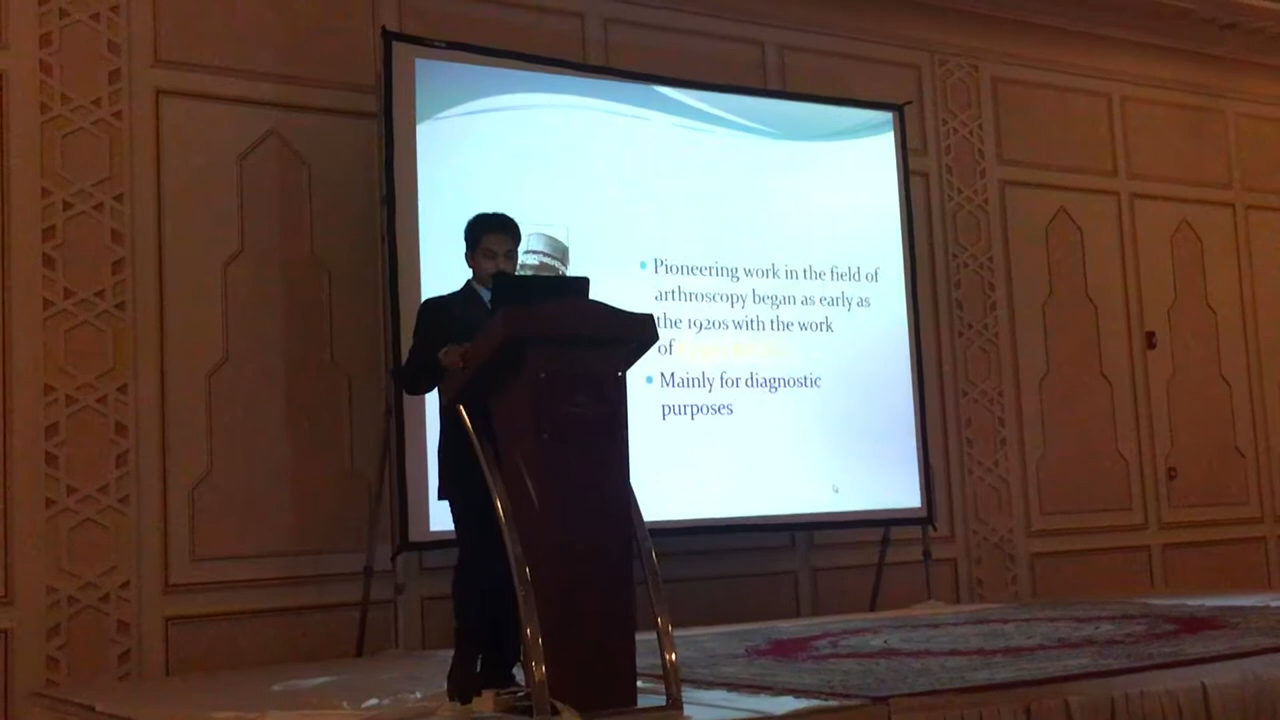 • Pioneering work in the field of
arthroscopy began as early as
the 1920s with the work
of
• Mainly for diagnostic
purposes